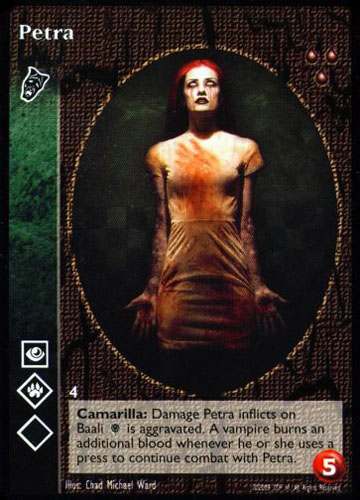 Petra
4
Camarilla: Damage Petra inflicts on
Baali is aggravated. A vampire burns an
additional blood whenever he or she uses a
press to continue combat with Petra.
5
Illus: Chad Michael Ward